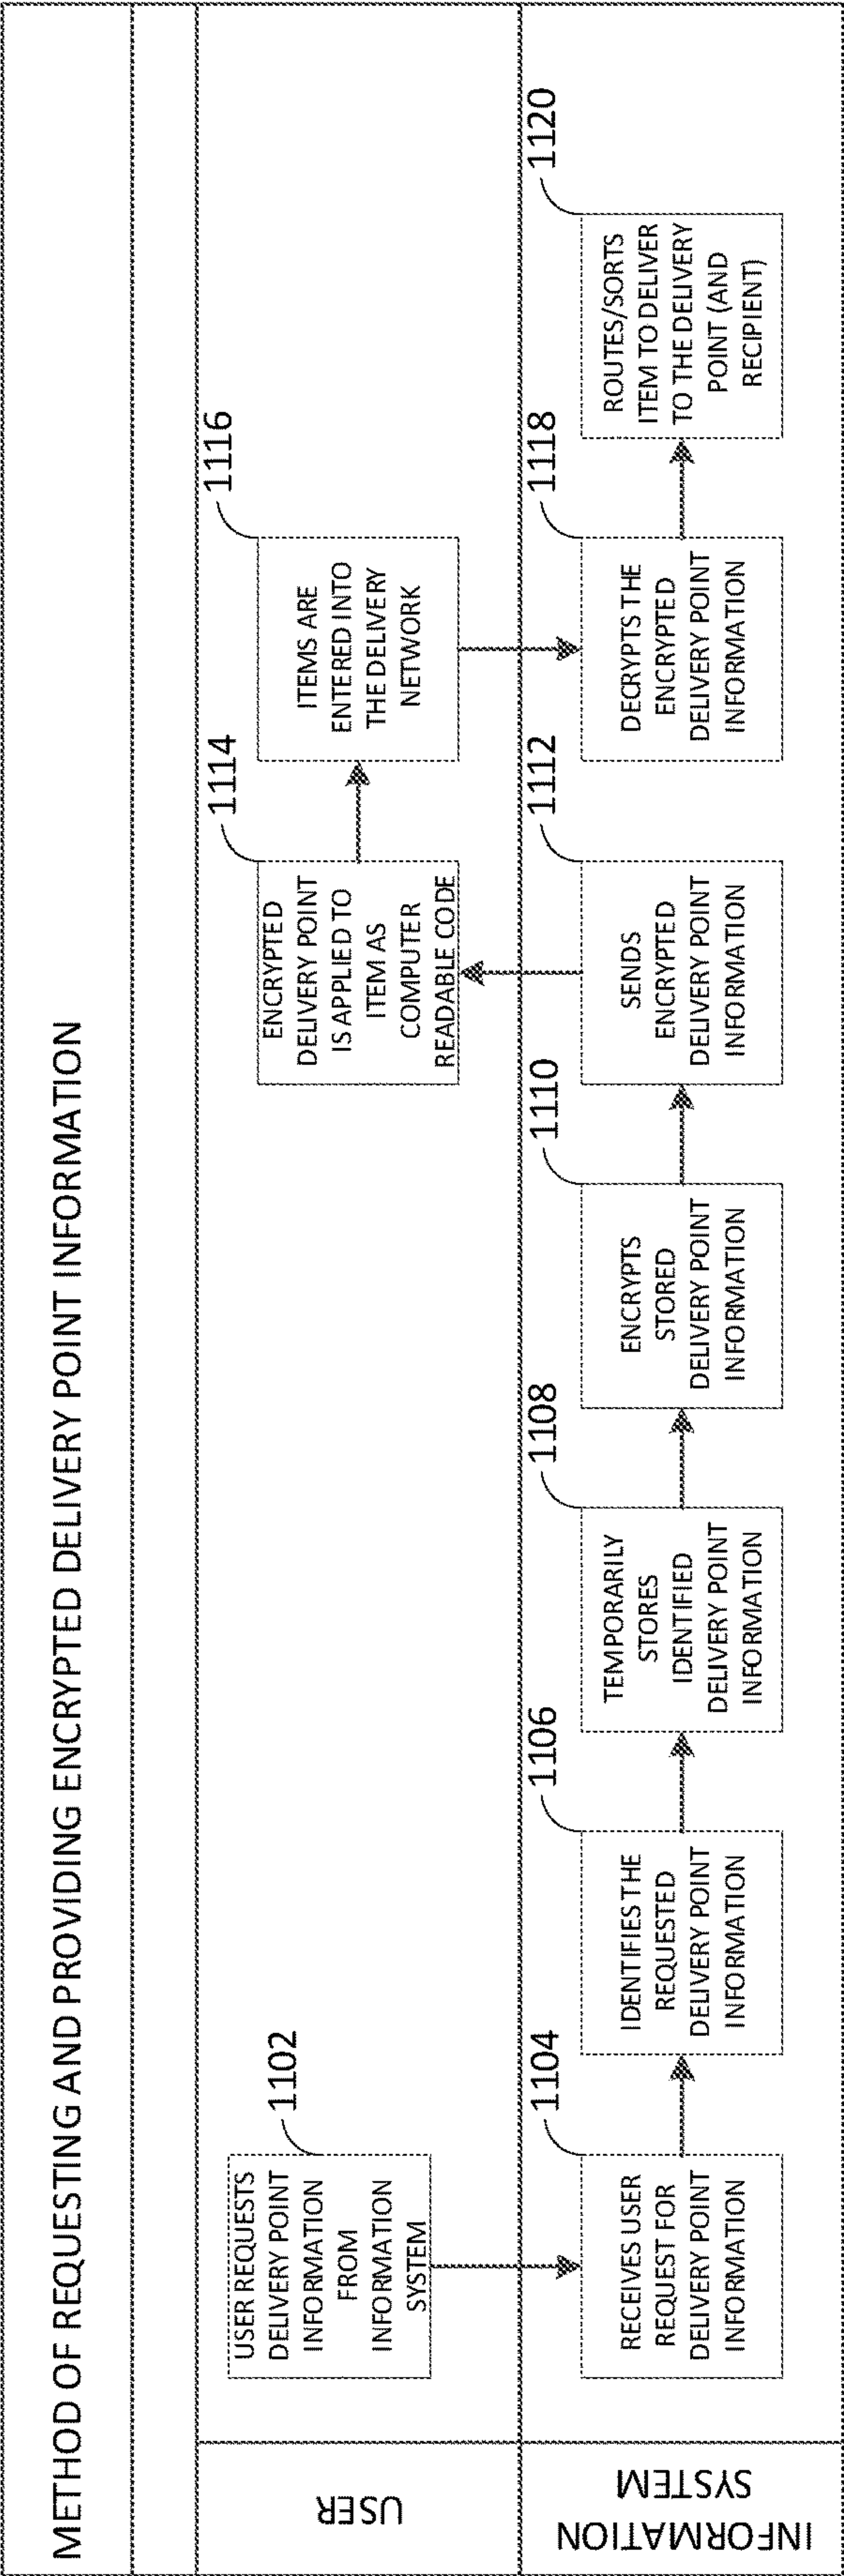 METHOD OF REQUESTING AND PROVIDING ENCRYPTED DELIVERY POINT INFORMATION
USER
1102
USER REQUESTS
DELIVERY POINT
INFORMATION
FROM
INFORMATION
SYSTEM
1114
ENCRYPTED
DELIVERY POINT
IS APPLIED TO
ITEM AS
COMPUTER
READABLE CODE
1116
ITEMS ARE
ENTERED INTO
THE DELIVERY
NETWORK
INFORMATION
SYSTEM
1104
RECEIVES USER
REQUEST FOR
DELIVERY POINT
INFORMATION
1106
IDENTIFIES THE
REQUESTED
DELIVERY POINT
INFORMATION
1108
TEMPORARILY
STORES
IDENTIFIED
DELIVERY POINT
INFORMATION
1110
ENCRYPTS
STORED
DELIVERY POINT
INFORMATION
1112
SENDS
ENCRYPTED
DELIVERY POINT
INFORMATION
1118
DECRYPTS THE
ENCRYPTED
DELIVERY POINT
INFORMATION
1120
ROUTES/SORTS
ITEM TO DELIVER
TO THE DELIVERY
POINT (AND
RECIPIENT)